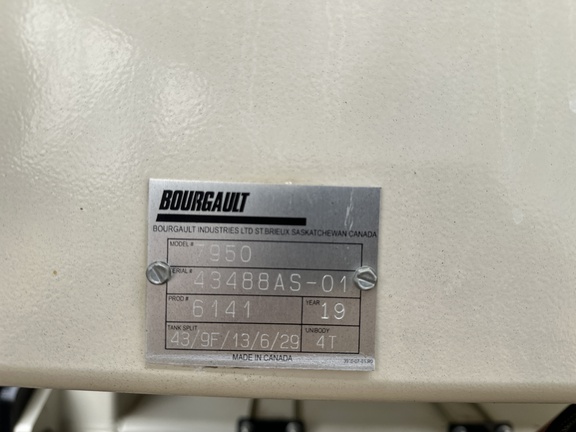 BOURGAULT
BOURGAULT INDUSTRIES LTD ST.BRIEUX SASKATCHEWAN CANADA
MODEL # 7950
SERIAL # 43488AS-01
PROD # 6141 YEAR 19
TANK SPLIT 43/9F/13/6/29 UNIBODY 4T
MADE IN CANADA